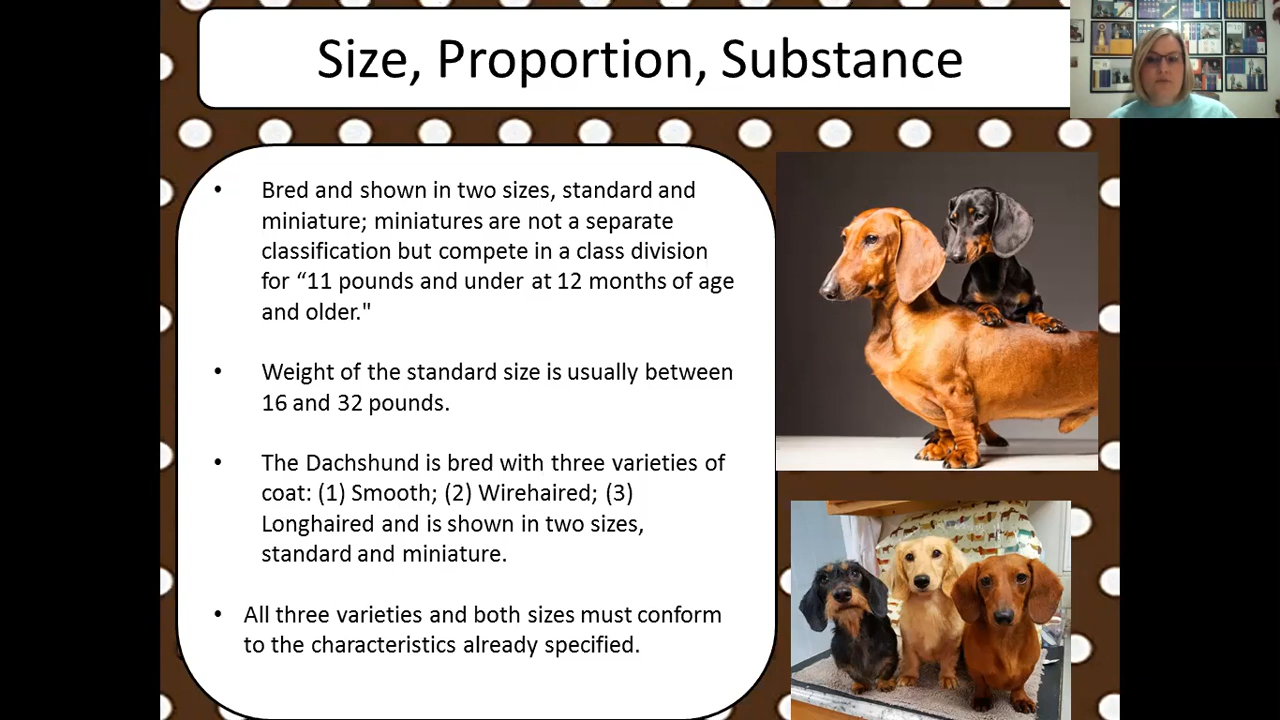 Size, Proportion, Substance
• Bred and shown in two sizes, standard and
miniature; miniatures are not a separate
classification but compete in a class division
for “11 pounds and under at 12 months of age
and older."
• Weight of the standard size is usually between
16 and 32 pounds.
• The Dachshund is bred with three varieties of
coat: (1) Smooth; (2) Wirehaired; (3)
Longhaired and is shown in two sizes,
standard and miniature.
• All three varieties and both sizes must conform
to the characteristics already specified.